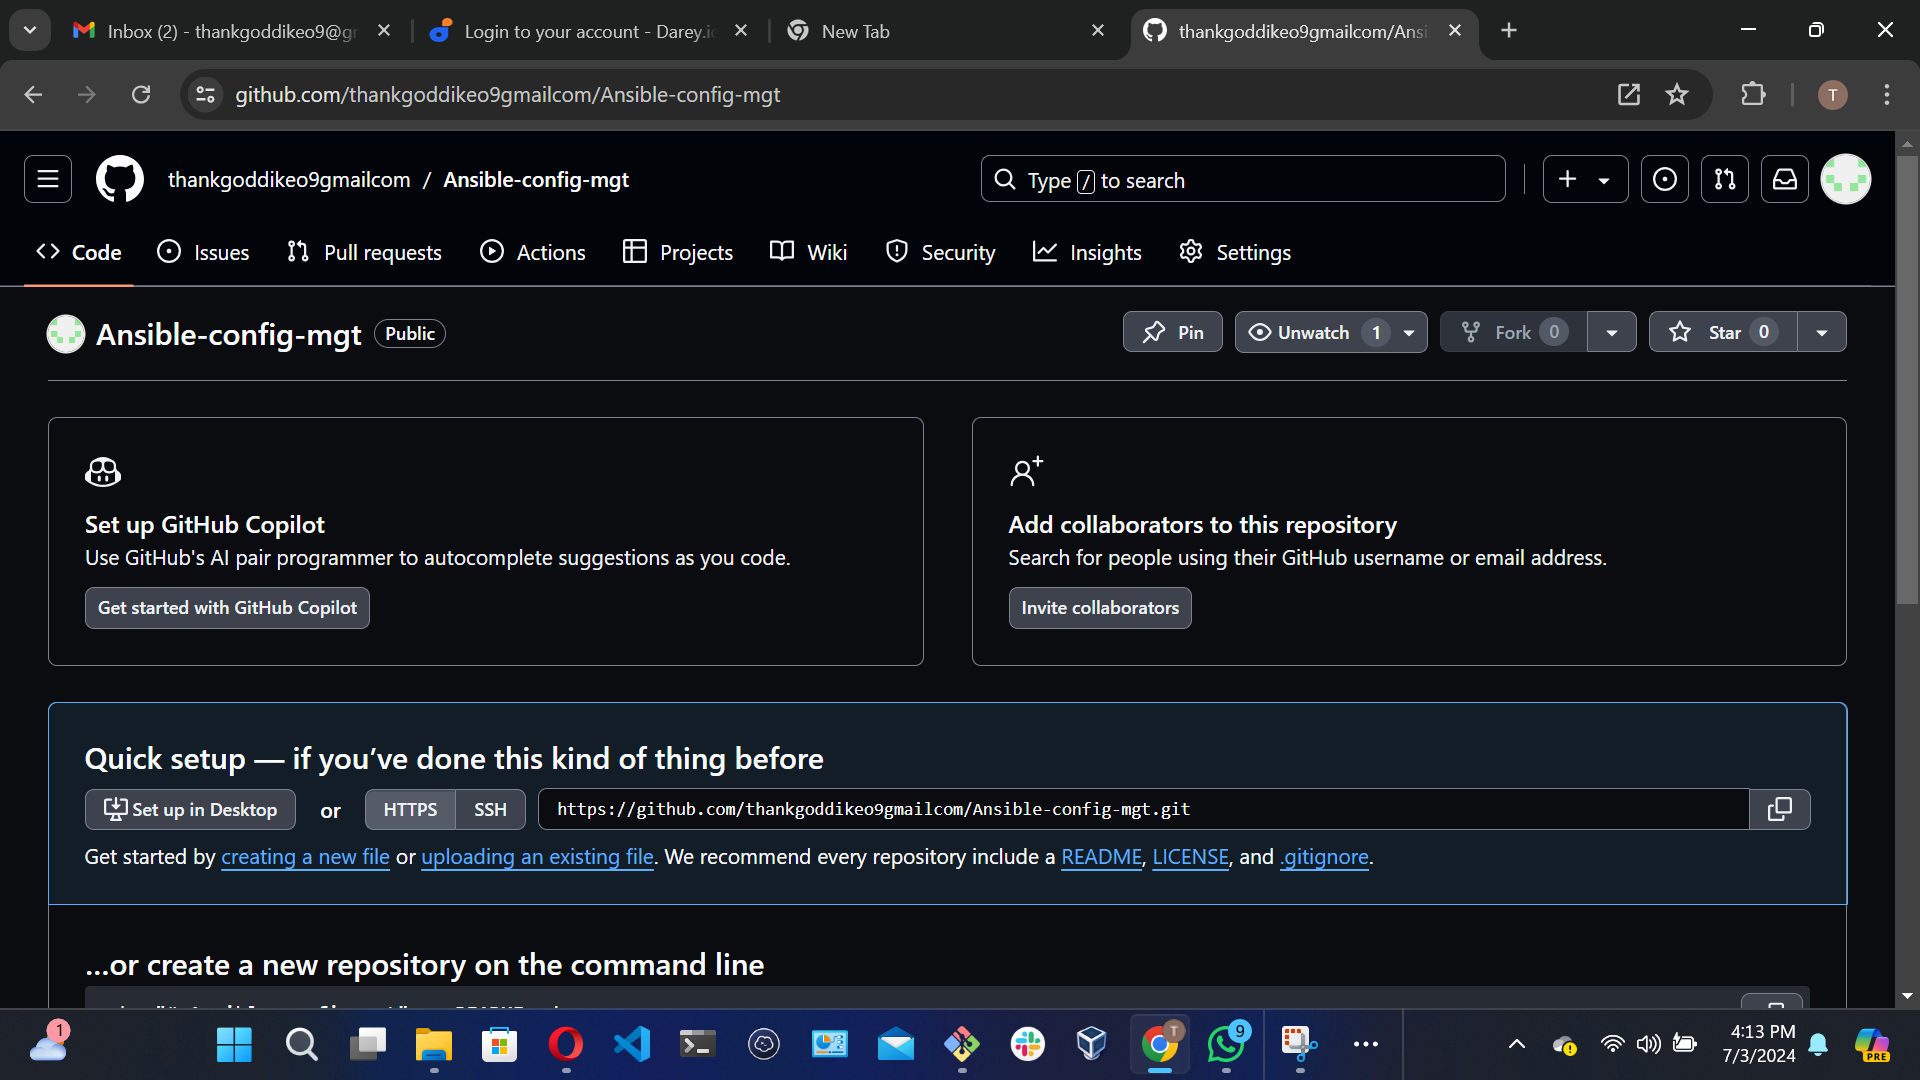 Inbox (2) - thankgoddikeo9@gr
Login to your account - Darey.io
New Tab
thankgoddikeo9gmailcom/Ansi
github.com/thankgoddikeo9gmailcom/Ansible-config-mgt
T
thankgoddikeo9gmailcom / Ansible-config-mgt
Type / to search
Code
Issues
Pull requests
Actions
Projects
Wiki
Security
Insights
Settings
Ansible-config-mgt
Public
Pin
Unwatch 1
Fork 0
Star 0
Set up GitHub Copilot
Use GitHub's AI pair programmer to autocomplete suggestions as you code.
Get started with GitHub Copilot
Add collaborators to this repository
Search for people using their GitHub username or email address.
Invite collaborators
Quick setup — if you’ve done this kind of thing before
Set up in Desktop
or
HTTPS
SSH
https://github.com/thankgoddikeo9gmailcom/Ansible-config-mgt.git
Get started by creating a new file or uploading an existing file. We recommend every repository include a README, LICENSE, and .gitignore.
…or create a new repository on the command line
1
T
9
4:13 PM
7/3/2024
PRE